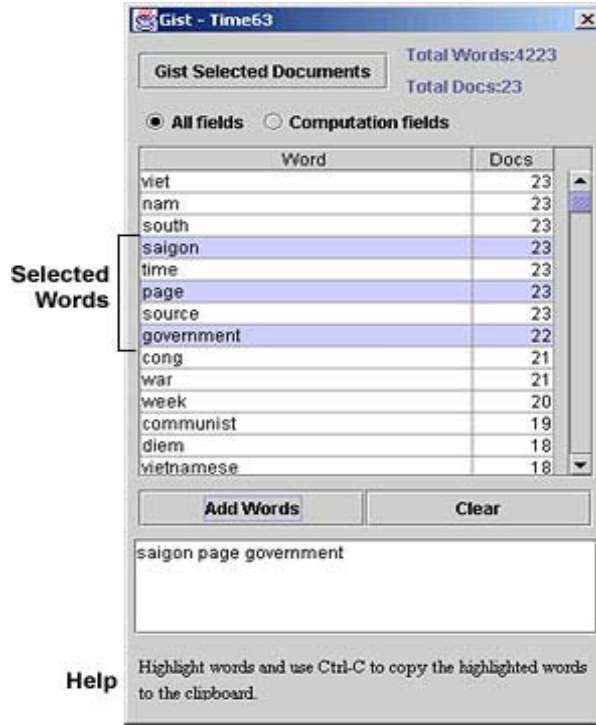 Gist - Time63
Gist Selected Documents
Total Words:4223
Total Docs:23
All fields Computation fields
Word Docs
viet 23
nam 23
south 23
saigon 23
time 23
Selected
Words
page 23
source 23
government 22
cong 21
war 21
week 20
communist 19
diem 18
vietnamese 18
Add Words Clear
saigon page government
Help
Highlight words and use Ctrl-C to copy the highlighted words
to the clipboard.